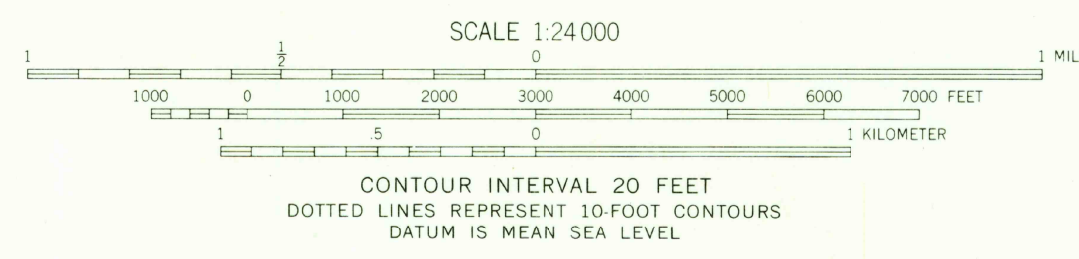 SCALE 1:24 000
1 1/2 0 1 MIL
1000 0 1000 2000 3000 4000 5000 6000 7000 FEET
1 .5 0 1 KILOMETER
CONTOUR INTERVAL 20 FEET
DOTTED LINES REPRESENT 10-FOOT CONTOURS
DATUM IS MEAN SEA LEVEL